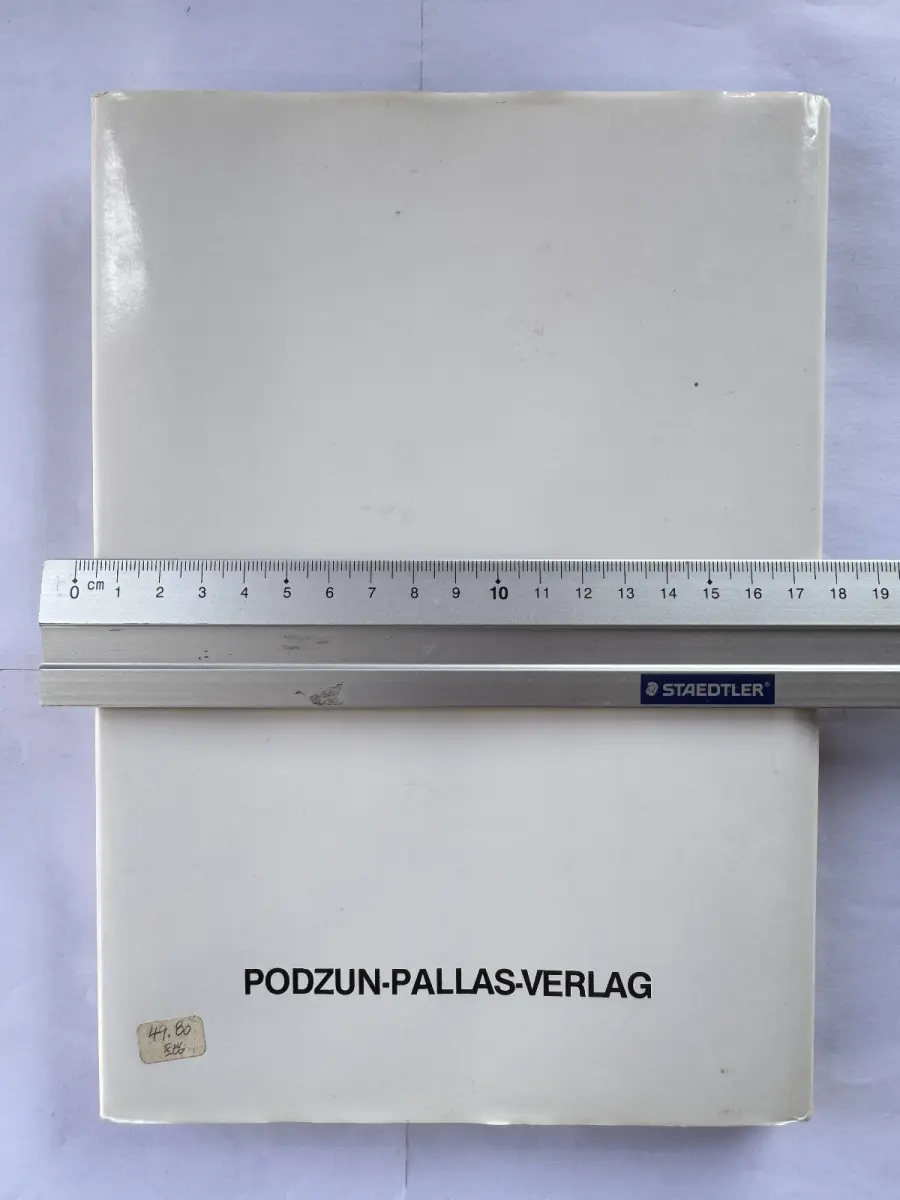 0 cm 1 2 3 4 5 6 7 8 9 10 11 12 13 14 15 16 17 18 19
STAEDTLER®
PODZUN-PALLAS-VERLAG
49.80